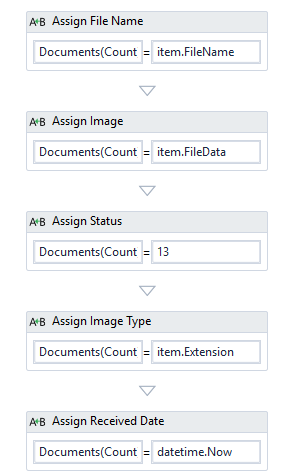 A+B Assign File Name
Documents(Count = item.FileName
A+B Assign Image
Documents(Count = item.FileData
A+B Assign Status
Documents(Count = 13
A+B Assign Image Type
Documents(Count = item.Extension
A+B Assign Received Date
Documents(Count = datetime.Now